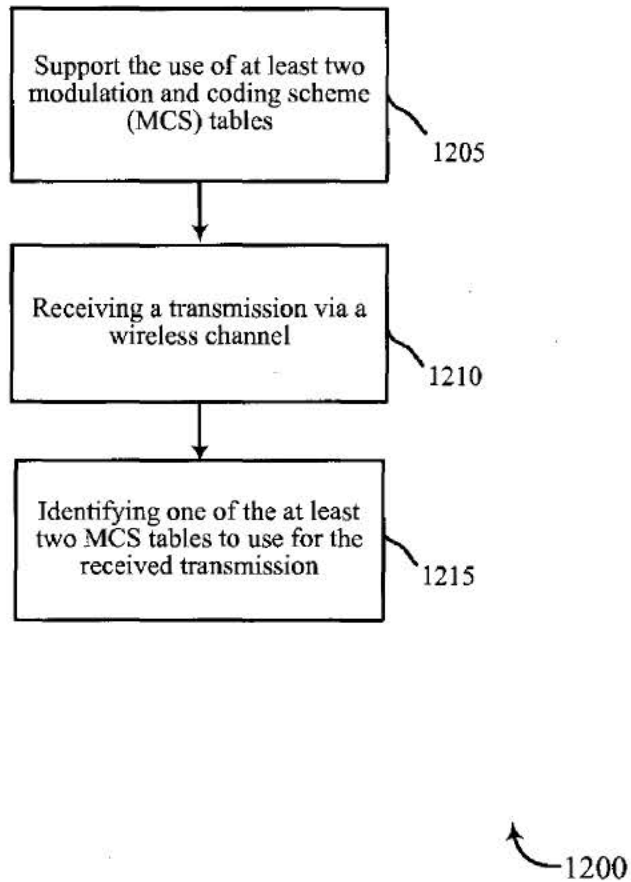 Support the use of at least two
modulation and coding scheme
(MCS) tables
1205
Receiving a transmission via a
wireless channel
1210
Identifying one of the at least
two MCS tables to use for the
received transmission
1215
1200